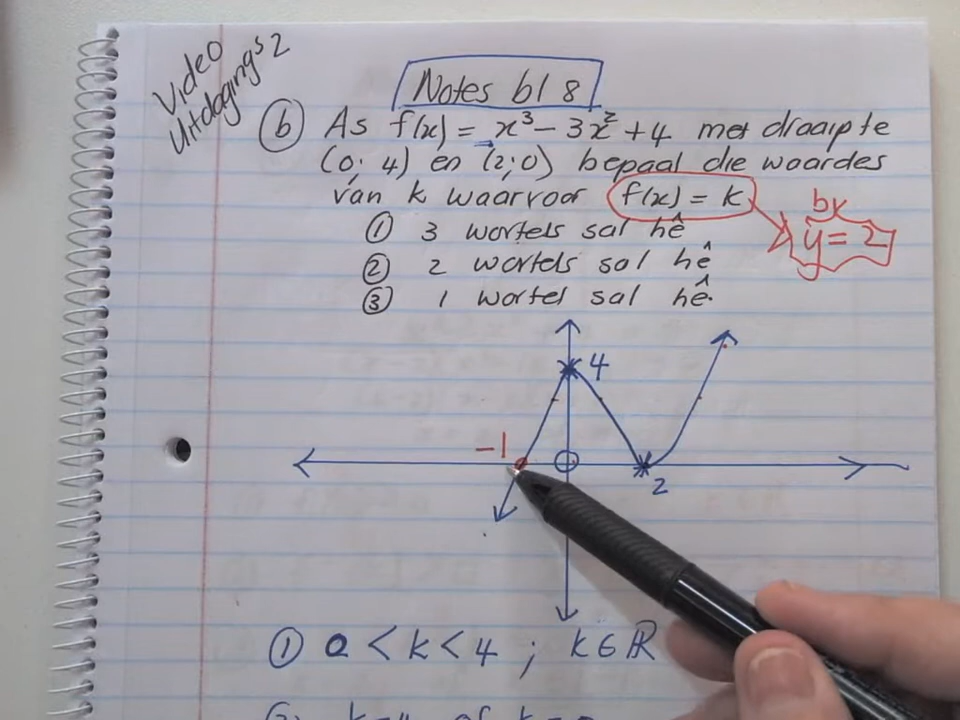 Video
Uitdagings 2
Notes bl 8
(b) As f(x) = x³ - 3x² + 4 met draaipte
(0; 4) en (2; 0) bepaal die waardes
van k waarvoor f(x) = k
bv
y = 2
① 3 wortels sal hê
② 2 wortels sal hê
③ 1 wortel sal hê.
4
-1
2
① 0 < k < 4 ; k ∈ ℝ